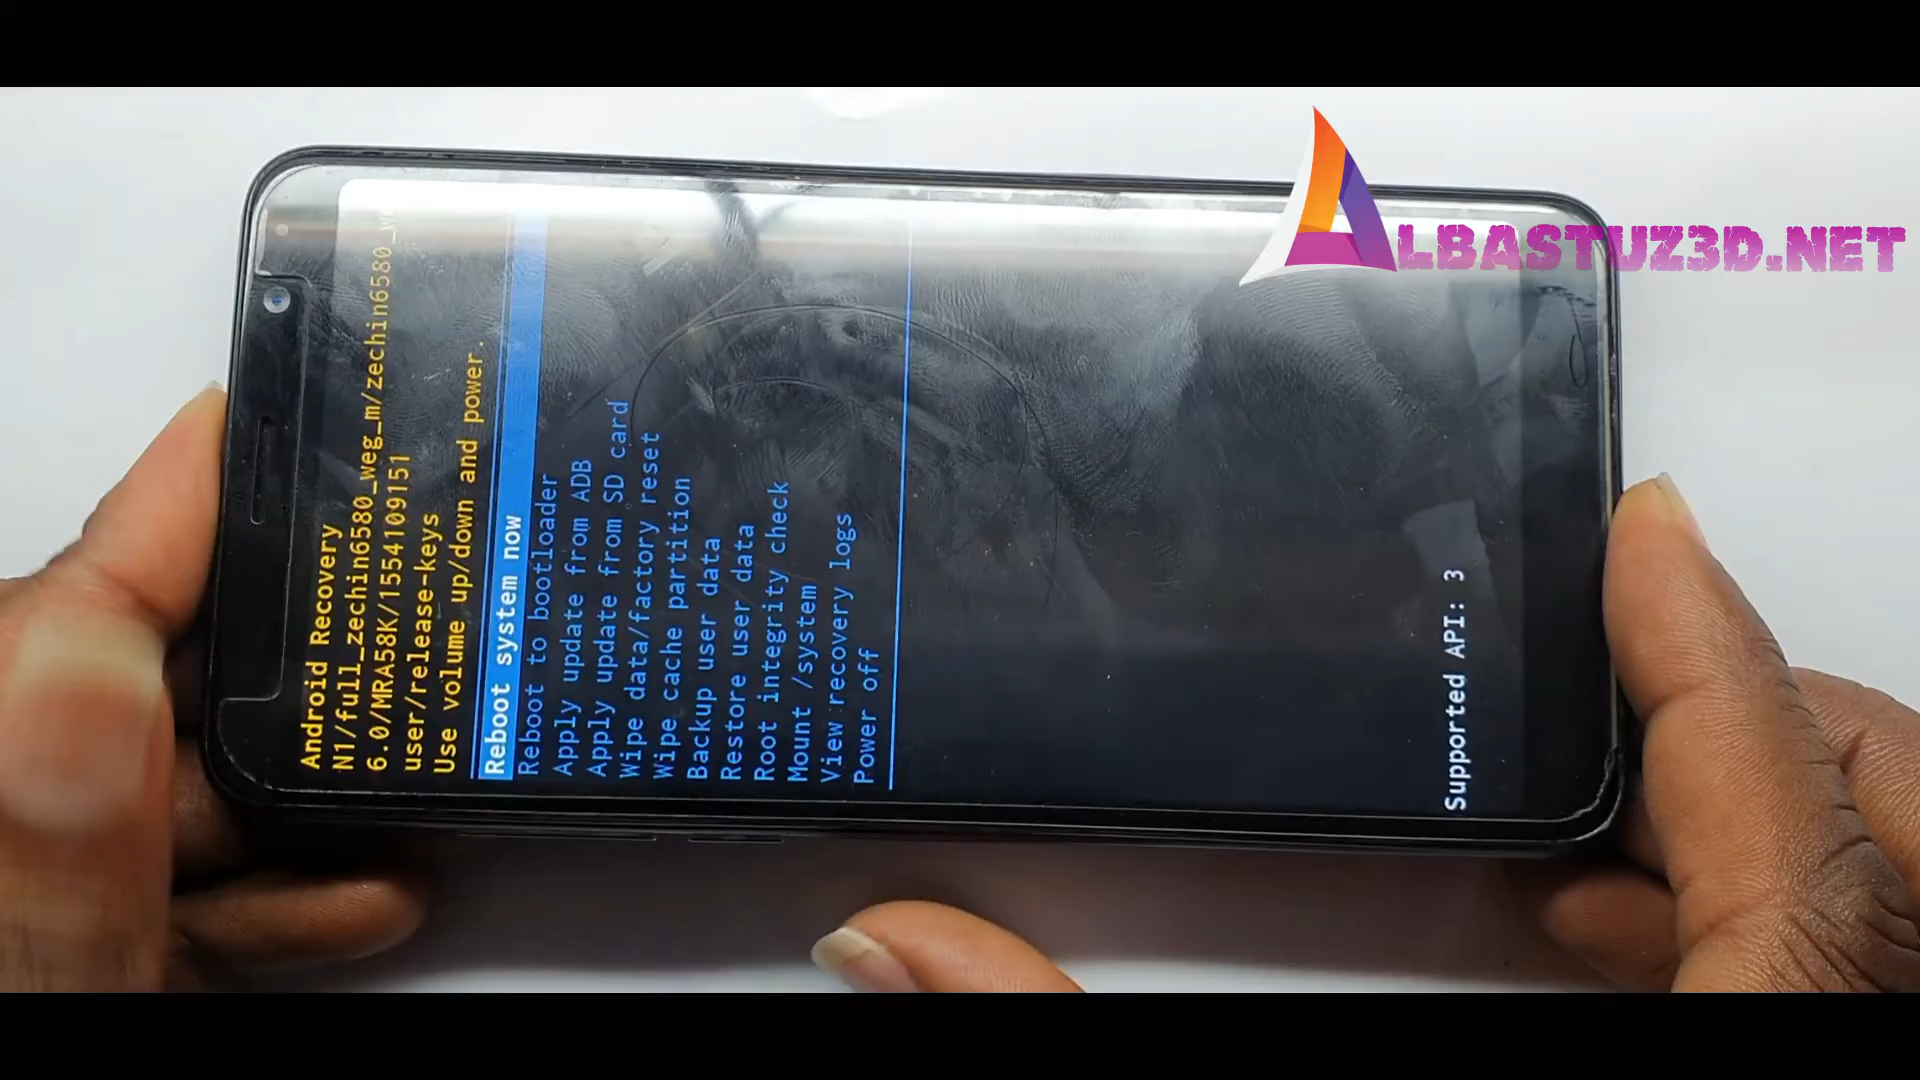 Android Recovery
N1/full_zechin6580_weg_m/zechin6580_we
6.0/MRA58K/1554109151
user/release-keys
Use volume up/down and power.
Reboot system now
Reboot to bootloader
Apply update from ADB
Apply update from SD card
Wipe data/factory reset
Wipe cache partition
Backup user data
Restore user data
Root integrity check
Mount /system
View recovery logs
Power off
Supported API: 3
ALBASTUZ3D.NET